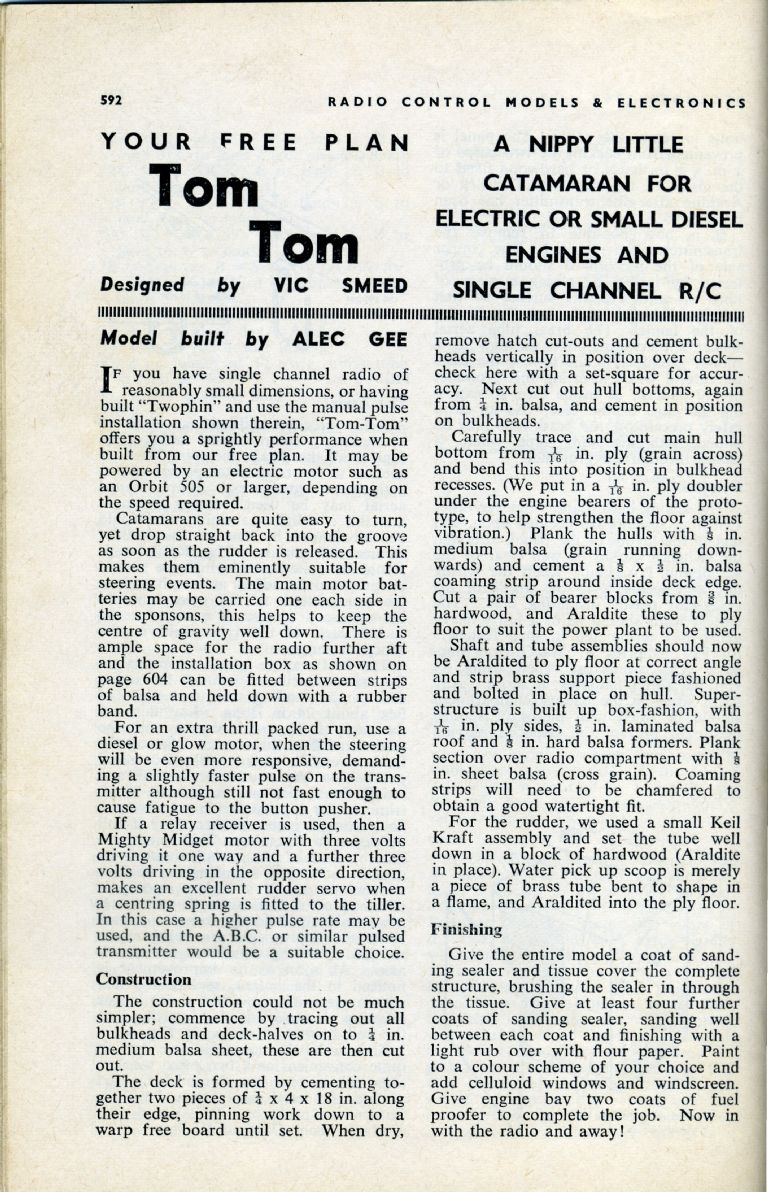 592
RADIO CONTROL MODELS & ELECTRONICS
YOUR FREE PLAN
Tom
Tom
Designed by VIC SMEED
A NIPPY LITTLE
CATAMARAN FOR
ELECTRIC OR SMALL DIESEL
ENGINES AND
SINGLE CHANNEL R/C
Model built by ALEC GEE
IF you have single channel radio of
reasonably small dimensions, or having
built "Twophin" and use the manual pulse
installation shown therein, "Tom-Tom"
offers you a sprightly performance when
built from our free plan. It may be
powered by an electric motor such as
an Orbit 505 or larger, depending on
the speed required.
Catamarans are quite easy to turn,
yet drop straight back into the groove
as soon as the rudder is released. This
makes them eminently suitable for
steering events. The main motor bat-
teries may be carried one each side in
the sponsons, this helps to keep the
centre of gravity well down. There is
ample space for the radio further aft
and the installation box as shown on
page 604 can be fitted between strips
of balsa and held down with a rubber
band.
For an extra thrill packed run, use a
diesel or glow motor, when the steering
will be even more responsive, demand-
ing a slightly faster pulse on the trans-
mitter although still not fast enough to
cause fatigue to the button pusher.
If a relay receiver is used, then a
Mighty Midget motor with three volts
driving it one way and a further three
volts driving in the opposite direction,
makes an excellent rudder servo when
a centring spring is fitted to the tiller.
In this case a higher pulse rate may be
used, and the A.B.C. or similar pulsed
transmitter would be a suitable choice.
Construction
The construction could not be much
simpler; commence by tracing out all
bulkheads and deck-halves on to ¼ in.
medium balsa sheet, these are then cut
out.
The deck is formed by cementing to-
gether two pieces of ¼ x 4 x 18 in. along
their edge, pinning work down to a
warp free board until set. When dry,
remove hatch cut-outs and cement bulk-
heads vertically in position over deck—
check here with a set-square for accur-
acy. Next cut out hull bottoms, again
from ¼ in. balsa, and cement in position
on bulkheads.
Carefully trace and cut main hull
bottom from 1/16 in. ply (grain across)
and bend this into position in bulkhead
recesses. (We put in a 1/16 in. ply doubler
under the engine bearers of the proto-
type, to help strengthen the floor against
vibration.) Plank the hulls with ⅛ in.
medium balsa (grain running down-
wards) and cement a ⅛ x ½ in. balsa
coaming strip around inside deck edge.
Cut a pair of bearer blocks from ⅜ in.
hardwood, and Araldite these to ply
floor to suit the power plant to be used.
Shaft and tube assemblies should now
be Araldited to ply floor at correct angle
and strip brass support piece fashioned
and bolted in place on hull. Super-
structure is built up box-fashion, with
1/16 in. ply sides, ½ in. laminated balsa
roof and ⅛ in. hard balsa formers. Plank
section over radio compartment with ⅛
in. sheet balsa (cross grain). Coaming
strips will need to be chamfered to
obtain a good watertight fit.
For the rudder, we used a small Keil
Kraft assembly and set the tube well
down in a block of hardwood (Araldite
in place). Water pick up scoop is merely
a piece of brass tube bent to shape in
a flame, and Araldited into the ply floor.
Finishing
Give the entire model a coat of sand-
ing sealer and tissue cover the complete
structure, brushing the sealer in through
the tissue. Give at least four further
coats of sanding sealer, sanding well
between each coat and finishing with a
light rub over with flour paper. Paint
to a colour scheme of your choice and
add celluloid windows and windscreen.
Give engine bay two coats of fuel
proofer to complete the job. Now in
with the radio and away!